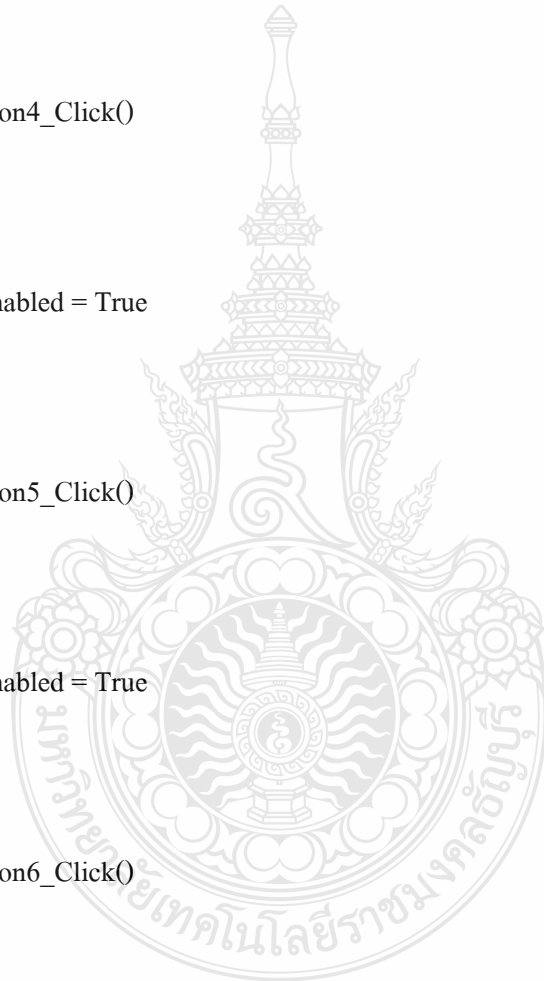 on4_Click()
nabled = True
on5_Click()
nabled = True
on6_Click()
มหาวิทยาลัยเทคโนโลยีราชมงคลธัญบุรี